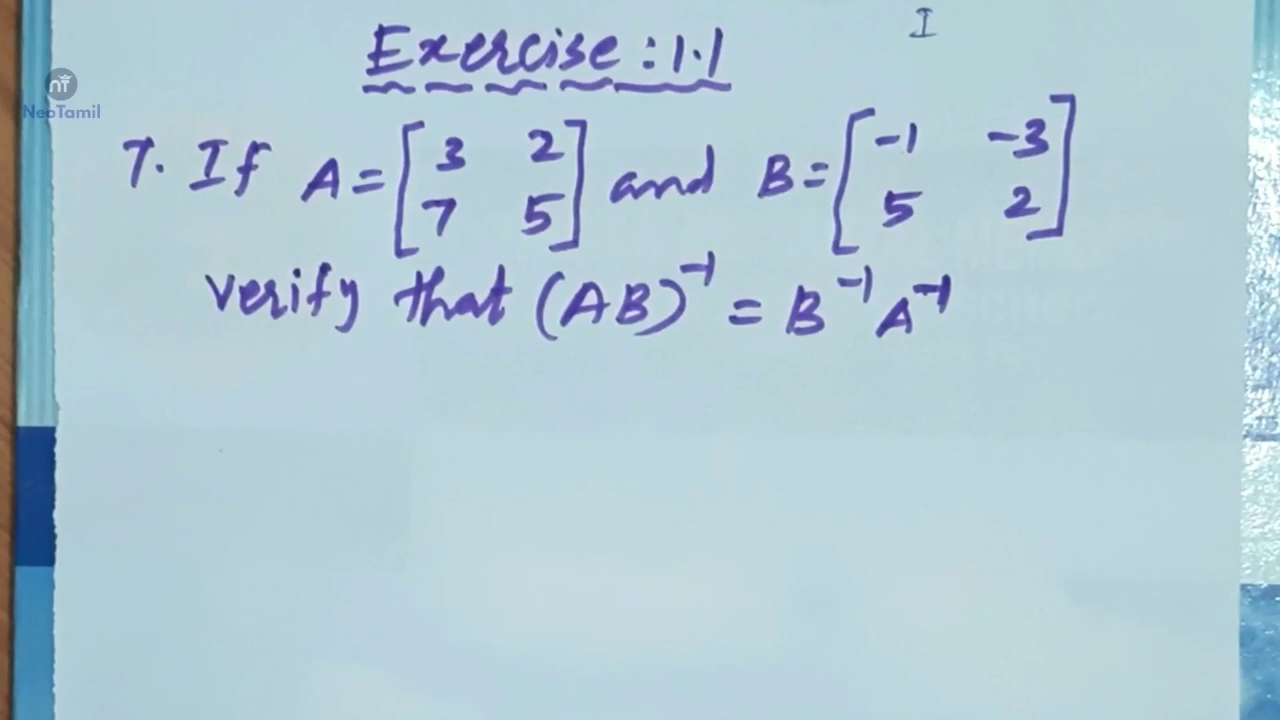 I
Exercise : 1.1
NeoTamil
7. If A = [3 2
7 5] and B = [-1 -3
5 2]
verify that (AB)⁻¹ = B⁻¹ A⁻¹